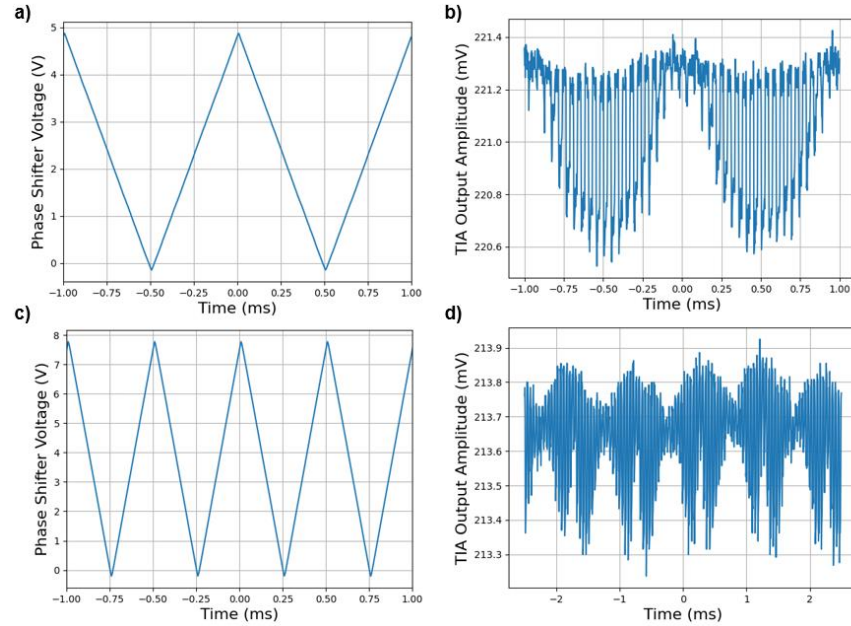 a)
Phase Shifter Voltage (V)
5
4
3
2
1
0
−1.00 −0.75 −0.50 −0.25 0.00 0.25 0.50 0.75 1.00
Time (ms)
b)
TIA Output Amplitude (mV)
221.4
221.2
221.0
220.8
220.6
−1.00 −0.75 −0.50 −0.25 0.00 0.25 0.50 0.75 1.00
Time (ms)
c)
Phase Shifter Voltage (V)
8
7
6
5
4
3
2
1
0
−1.00 −0.75 −0.50 −0.25 0.00 0.25 0.50 0.75 1.00
Time (ms)
d)
TIA Output Amplitude (mV)
213.9
213.8
213.7
213.6
213.5
213.4
213.3
−2 −1 0 1 2
Time (ms)